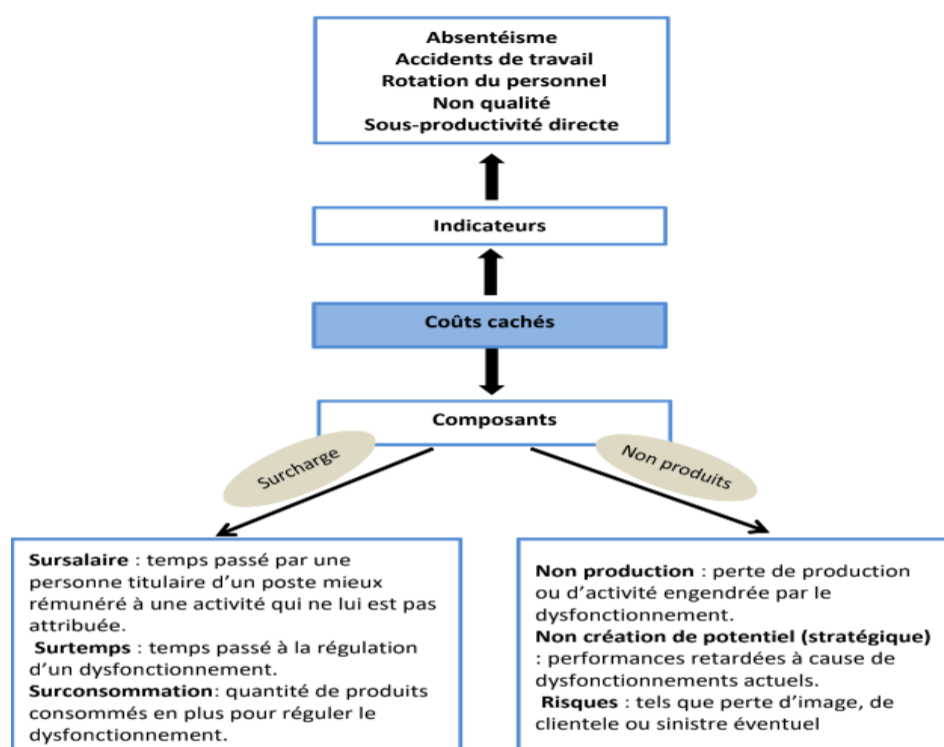 Absentéisme
Accidents de travail
Rotation du personnel
Non qualité
Sous-productivité directe
Indicateurs
Coûts cachés
Composants
Surcharge
Non produits
Sursalaire : temps passé par une
personne titulaire d’un poste mieux
rémunéré à une activité qui ne lui est pas
attribuée.
Surtemps : temps passé à la régulation
d’un dysfonctionnement.
Surconsommation: quantité de produits
consommés en plus pour réguler le
dysfonctionnement.
Non production : perte de production
ou d’activité engendrée par le
dysfonctionnement.
Non création de potentiel (stratégique)
: performances retardées à cause de
dysfonctionnements actuels.
Risques : tels que perte d’image, de
clientele ou sinistre éventuel